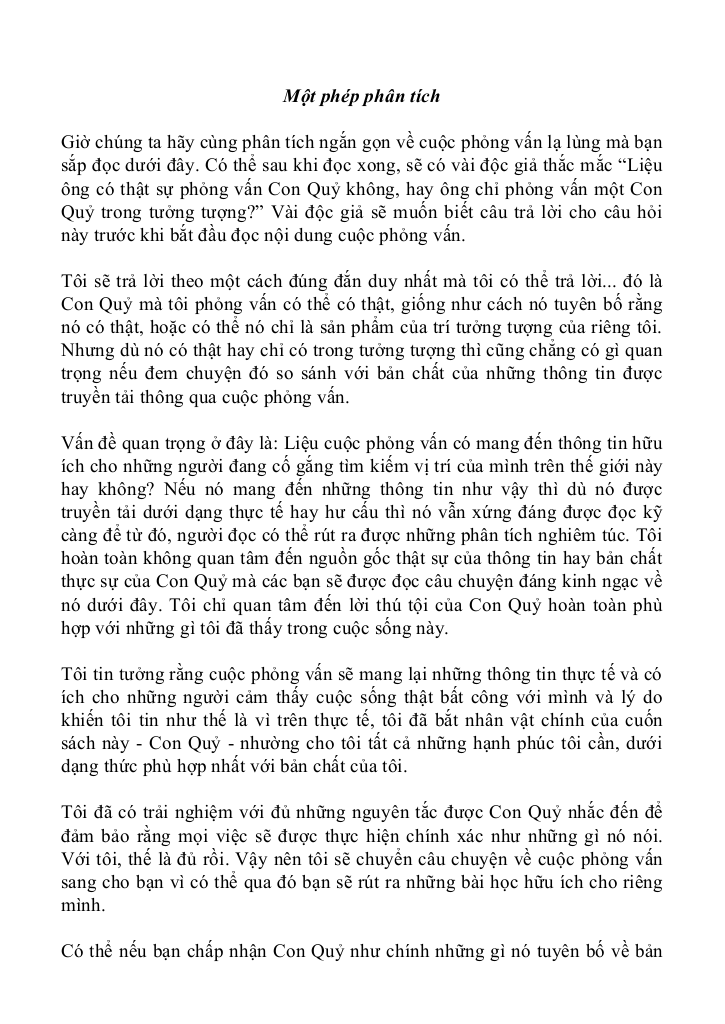 Một phép phân tích
Giờ chúng ta hãy cùng phân tích ngắn gọn về cuộc phỏng vấn lạ lùng mà bạn
sắp đọc dưới đây. Có thể sau khi đọc xong, sẽ có vài độc giả thắc mắc “Liệu
ông có thật sự phỏng vấn Con Quỷ không, hay ông chỉ phỏng vấn một Con
Quỷ trong tưởng tượng?” Vài độc giả sẽ muốn biết câu trả lời cho câu hỏi
này trước khi bắt đầu đọc nội dung cuộc phỏng vấn.
Tôi sẽ trả lời theo một cách đúng đắn duy nhất mà tôi có thể trả lời... đó là
Con Quỷ mà tôi phỏng vấn có thể có thật, giống như cách nó tuyên bố rằng
nó có thật, hoặc có thể nó chỉ là sản phẩm của trí tưởng tượng của riêng tôi.
Nhưng dù nó có thật hay chỉ có trong tưởng tượng thì cũng chẳng có gì quan
trọng nếu đem chuyện đó so sánh với bản chất của những thông tin được
truyền tải thông qua cuộc phỏng vấn.
Vấn đề quan trọng ở đây là: Liệu cuộc phỏng vấn có mang đến thông tin hữu
ích cho những người đang cố gắng tìm kiếm vị trí của mình trên thế giới này
hay không? Nếu nó mang đến những thông tin như vậy thì dù nó được
truyền tải dưới dạng thực tế hay hư cấu thì nó vẫn xứng đáng được đọc kỹ
càng để từ đó, người đọc có thể rút ra được những phân tích nghiêm túc. Tôi
hoàn toàn không quan tâm đến nguồn gốc thật sự của thông tin hay bản chất
thực sự của Con Quỷ mà các bạn sẽ được đọc câu chuyện đáng kinh ngạc về
nó dưới đây. Tôi chỉ quan tâm đến lời thú tội của Con Quỷ hoàn toàn phù
hợp với những gì tôi đã thấy trong cuộc sống này.
Tôi tin tưởng rằng cuộc phỏng vấn sẽ mang lại những thông tin thực tế và có
ích cho những người cảm thấy cuộc sống thật bất công với mình và lý do
khiến tôi tin như thế là vì trên thực tế, tôi đã bắt nhân vật chính của cuốn
sách này - Con Quỷ - nhường cho tôi tất cả những hạnh phúc tôi cần, dưới
dạng thức phù hợp nhất với bản chất của tôi.
Tôi đã có trải nghiệm với đủ những nguyên tắc được Con Quỷ nhắc đến để
đảm bảo rằng mọi việc sẽ được thực hiện chính xác như những gì nó nói.
Với tôi, thế là đủ rồi. Vậy nên tôi sẽ chuyển câu chuyện về cuộc phỏng vấn
sang cho bạn vì có thể qua đó bạn sẽ rút ra những bài học hữu ích cho riêng
mình.
Có thể nếu bạn chấp nhận Con Quỷ như chính những gì nó tuyên bố về bản